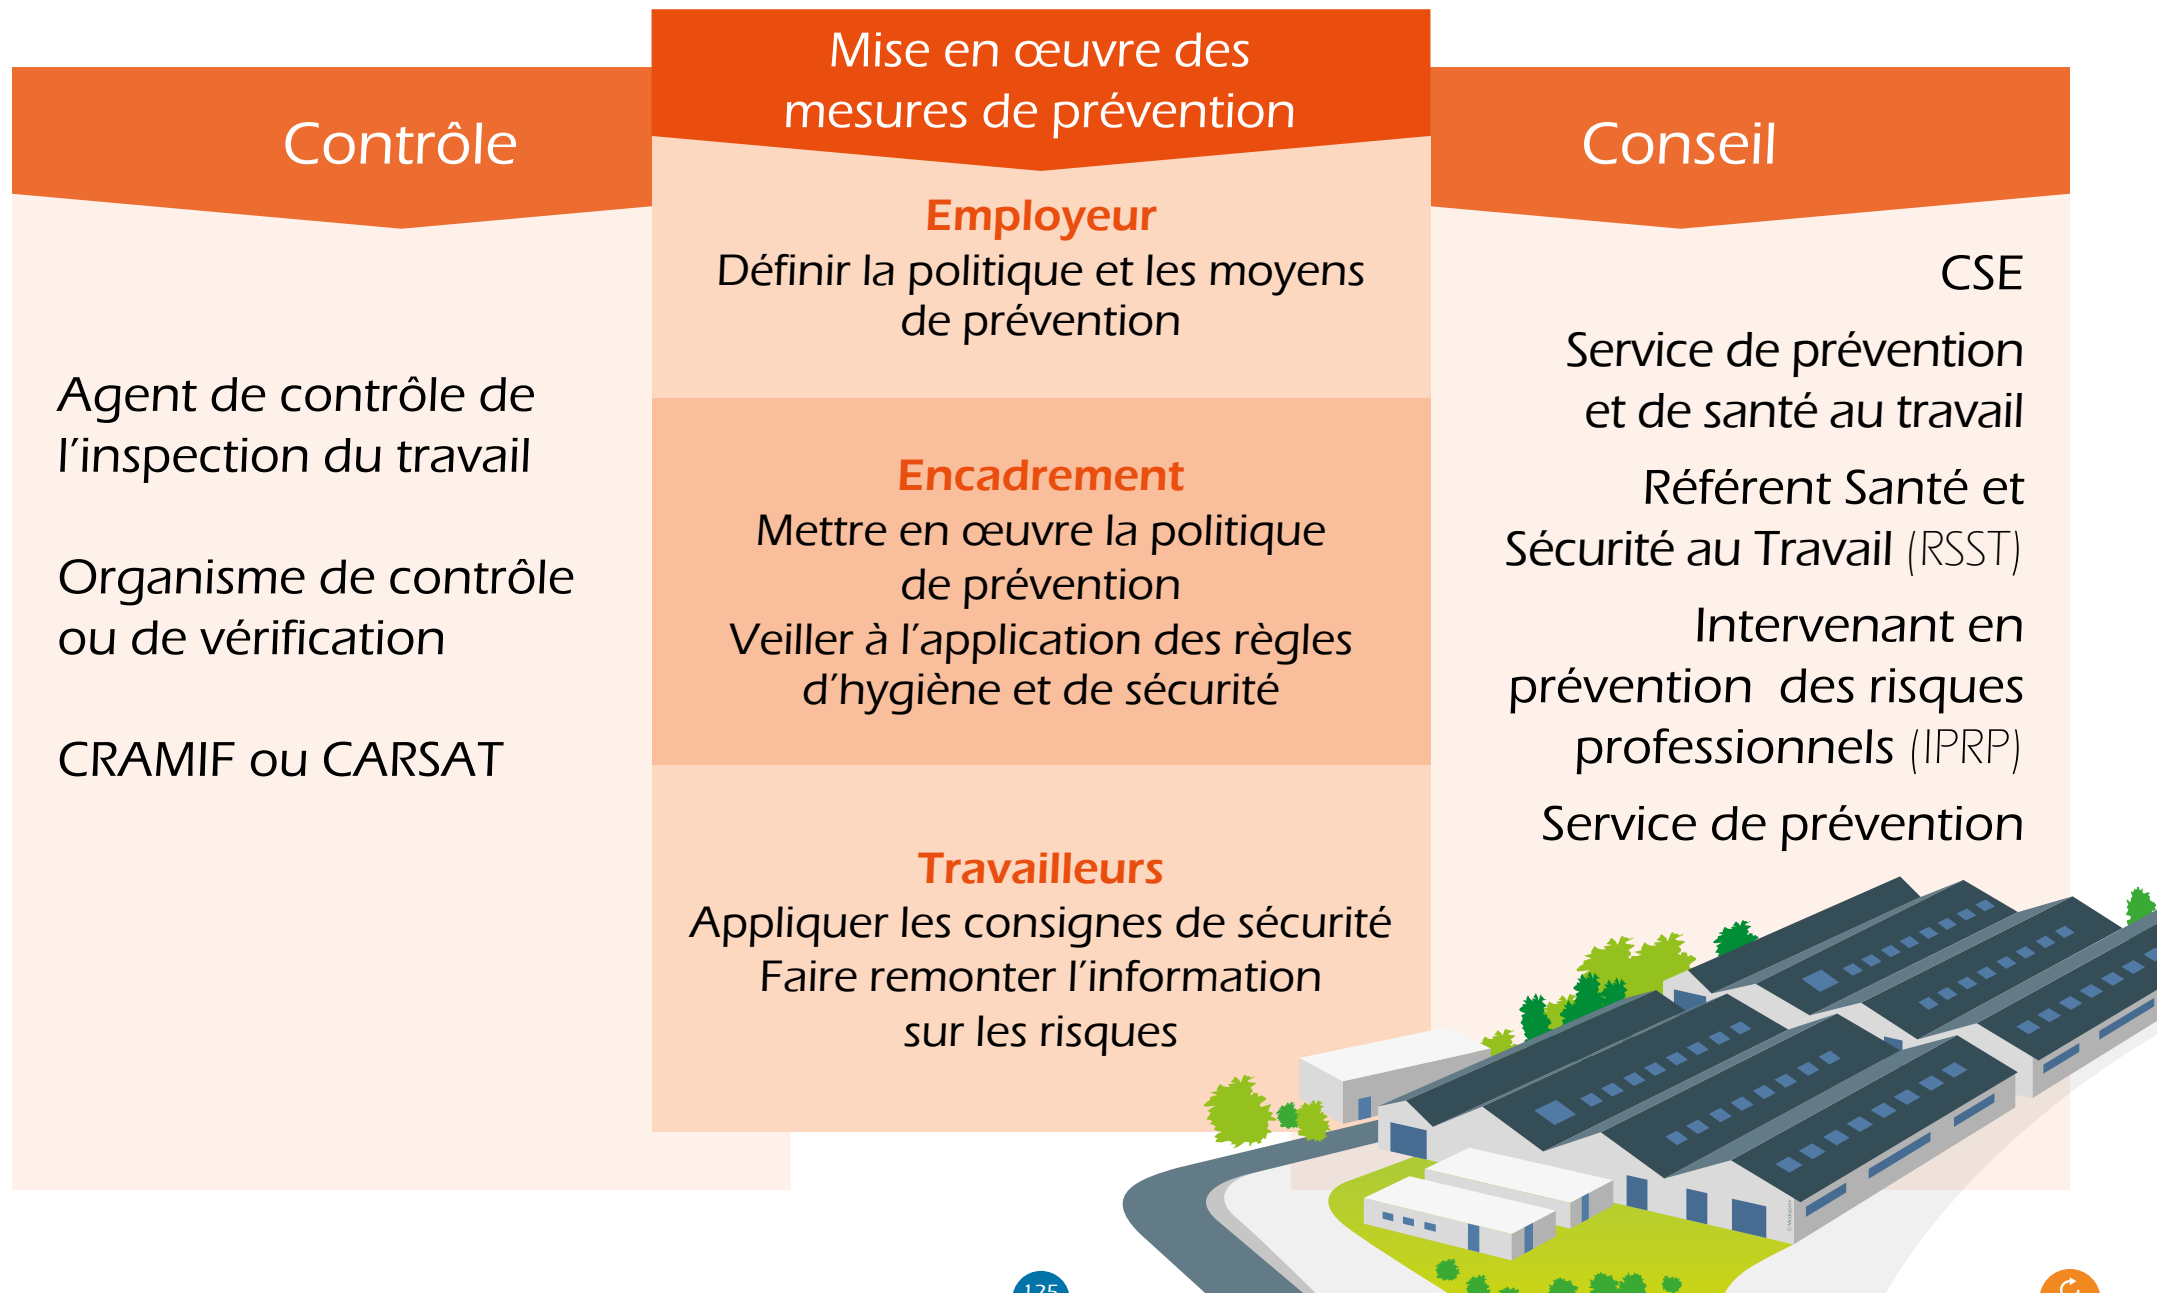 Contrôle
Agent de contrôle de
l'inspection du travail
Organisme de contrôle
ou de vérification
CRAMIF ou CARSAT
Mise en œuvre des
mesures de prévention
Employeur
Définir la politique et les moyens
de prévention
Encadrement
Mettre en œuvre la politique
de prévention
Veiller à l'application des règles
d'hygiène et de sécurité
Travailleurs
Appliquer les consignes de sécurité
Faire remonter l'information
sur les risques
Conseil
CSE
Service de prévention
et de santé au travail
Référent Santé et
Sécurité au Travail (RSST)
Intervenant en
prévention des risques
professionnels (IPRP)
Service de prévention
125